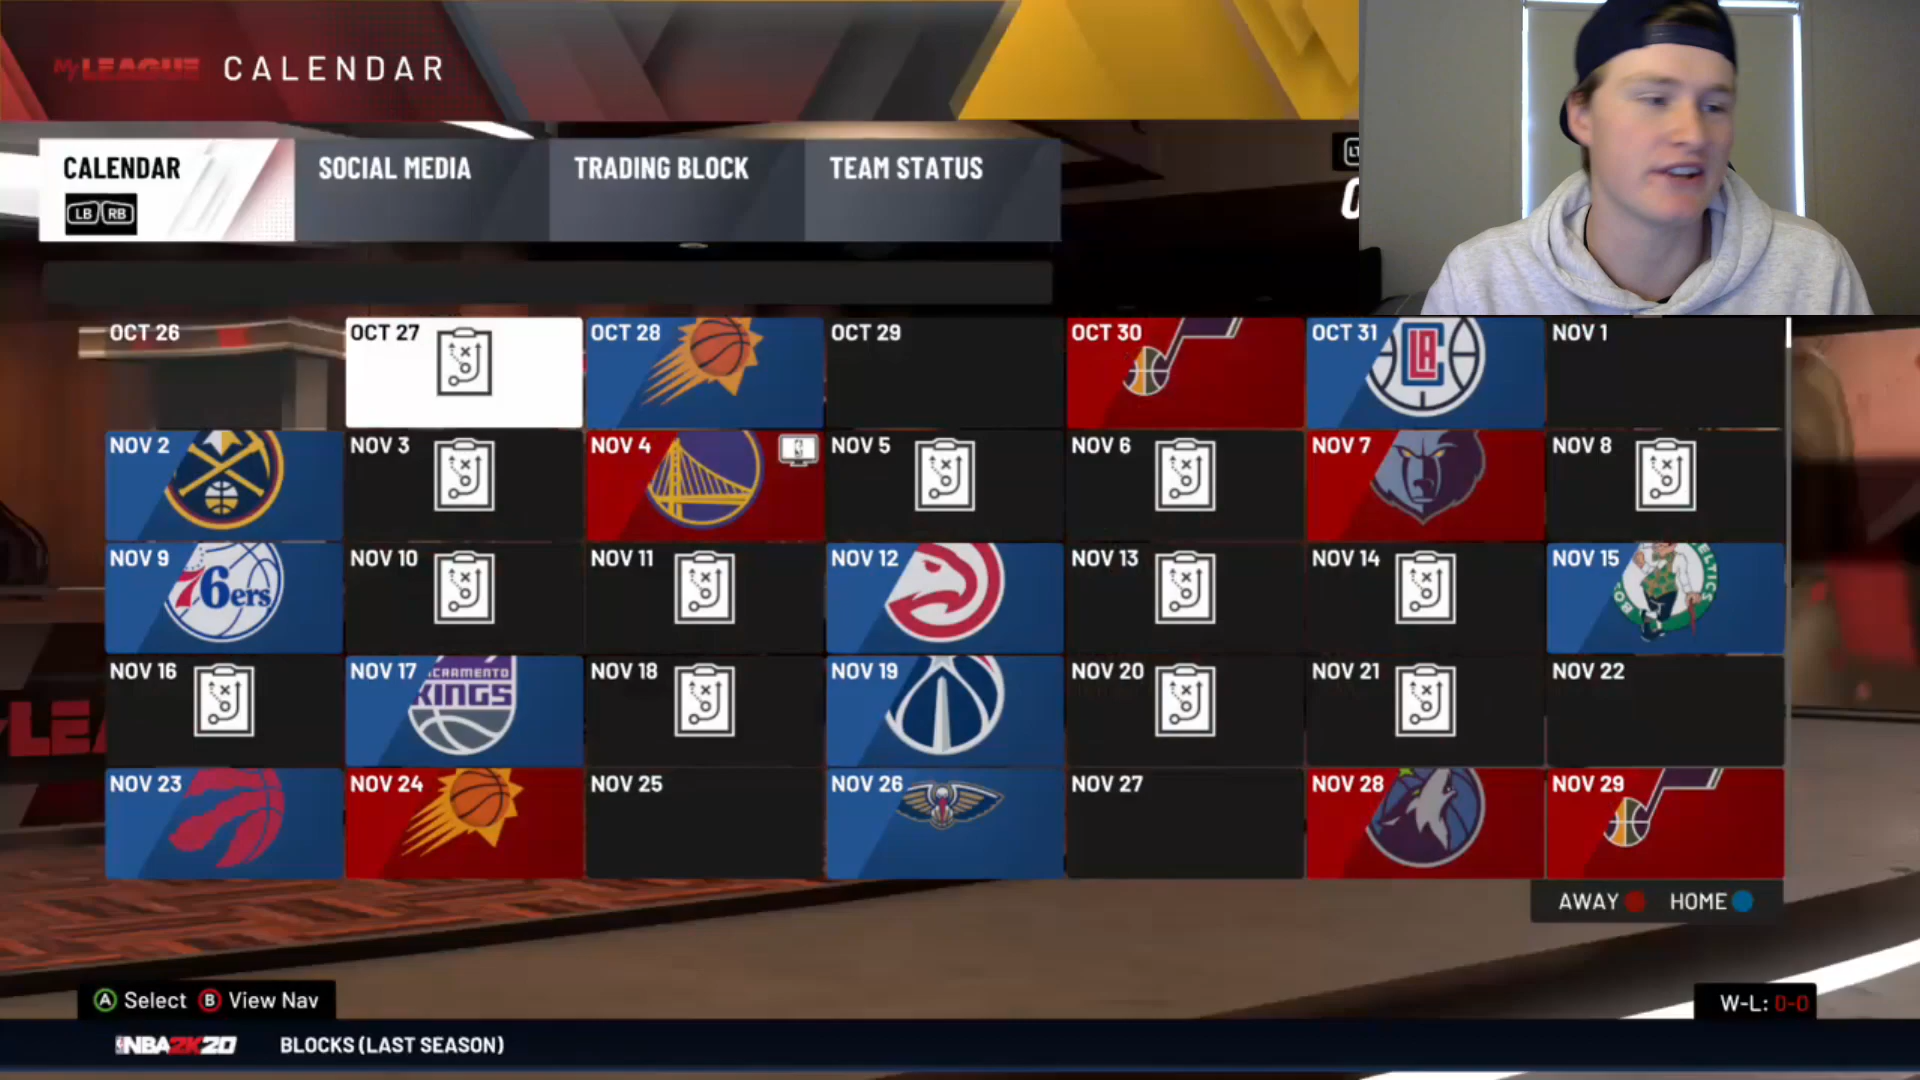 My LEAGUE CALENDAR
CALENDAR SOCIAL MEDIA TRADING BLOCK TEAM STATUS
LB RB
OCT 26 OCT 27 OCT 28 OCT 29 OCT 30 OCT 31 NOV 1
LA
NOV 2 NOV 3 NOV 4 NOV 5 NOV 6 NOV 7 NOV 8
NOV 9 NOV 10 NOV 11 NOV 12 NOV 13 NOV 14 NOV 15
76ers
NOV 16 NOV 17 NOV 18 NOV 19 NOV 20 NOV 21 NOV 22
KINGS
NOV 23 NOV 24 NOV 25 NOV 26 NOV 27 NOV 28 NOV 29
AWAY HOME
A Select B View Nav
W-L: 0-0
NBA 2K20 BLOCKS (LAST SEASON)